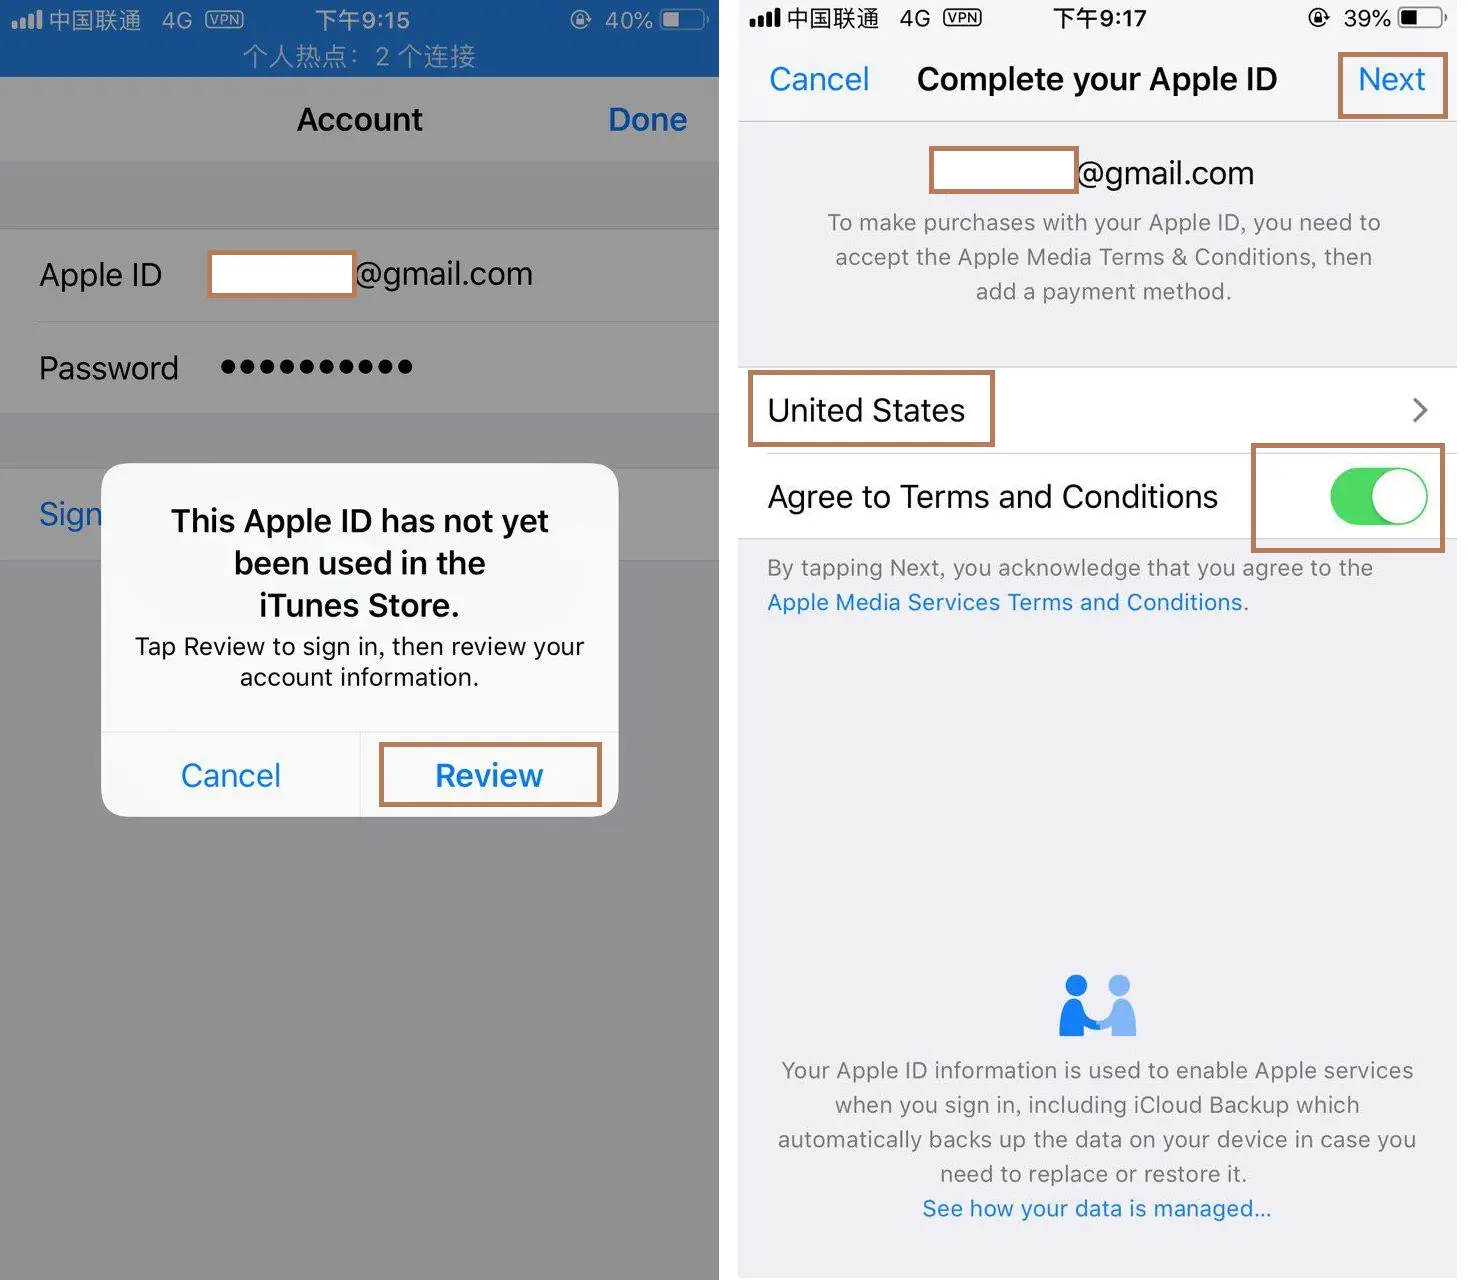 中国联通 4G VPN 下午9:15 40%
个人热点：2 个连接
Account Done
Apple ID @gmail.com
Password ●●●●●●●●●●
Sign
This Apple ID has not yet
been used in the
iTunes Store.
Tap Review to sign in, then review your
account information.
Cancel Review
中国联通 4G VPN 下午9:17 39%
Cancel Complete your Apple ID Next
@gmail.com
To make purchases with your Apple ID, you need to
accept the Apple Media Terms & Conditions, then
add a payment method.
United States
Agree to Terms and Conditions
By tapping Next, you acknowledge that you agree to the
Apple Media Services Terms and Conditions.
Your Apple ID information is used to enable Apple services
when you sign in, including iCloud Backup which
automatically backs up the data on your device in case you
need to replace or restore it.
See how your data is managed...